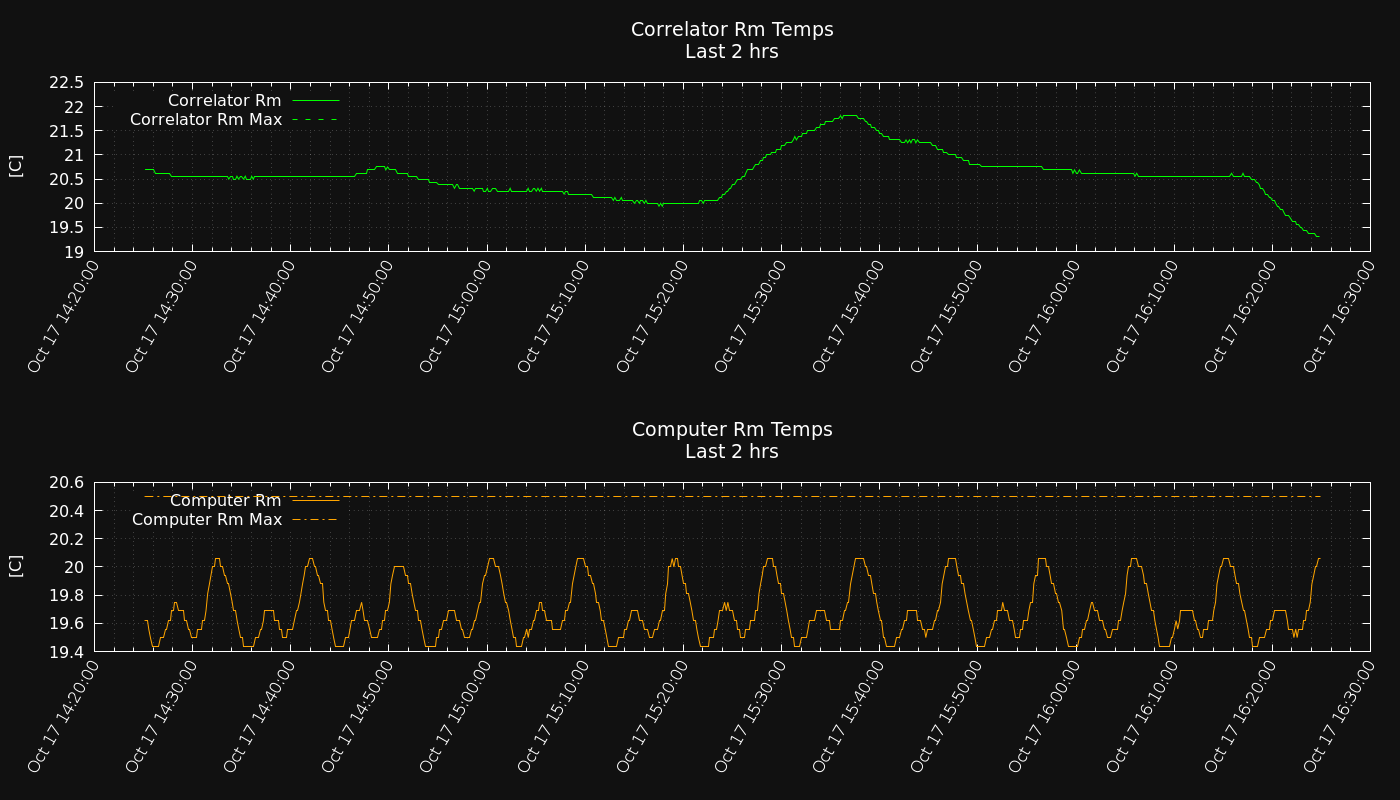 Correlator Rm Temps
Last 2 hrs
22.5
22
21.5
21
20.5
20
19.5
19
[C]
Correlator Rm
Correlator Rm Max
Oct 17 14:20:00
Oct 17 14:30:00
Oct 17 14:40:00
Oct 17 14:50:00
Oct 17 15:00:00
Oct 17 15:10:00
Oct 17 15:20:00
Oct 17 15:30:00
Oct 17 15:40:00
Oct 17 15:50:00
Oct 17 16:00:00
Oct 17 16:10:00
Oct 17 16:20:00
Oct 17 16:30:00
Computer Rm Temps
Last 2 hrs
20.6
20.4
20.2
20
19.8
19.6
19.4
[C]
Computer Rm
Computer Rm Max
Oct 17 14:20:00
Oct 17 14:30:00
Oct 17 14:40:00
Oct 17 14:50:00
Oct 17 15:00:00
Oct 17 15:10:00
Oct 17 15:20:00
Oct 17 15:30:00
Oct 17 15:40:00
Oct 17 15:50:00
Oct 17 16:00:00
Oct 17 16:10:00
Oct 17 16:20:00
Oct 17 16:30:00